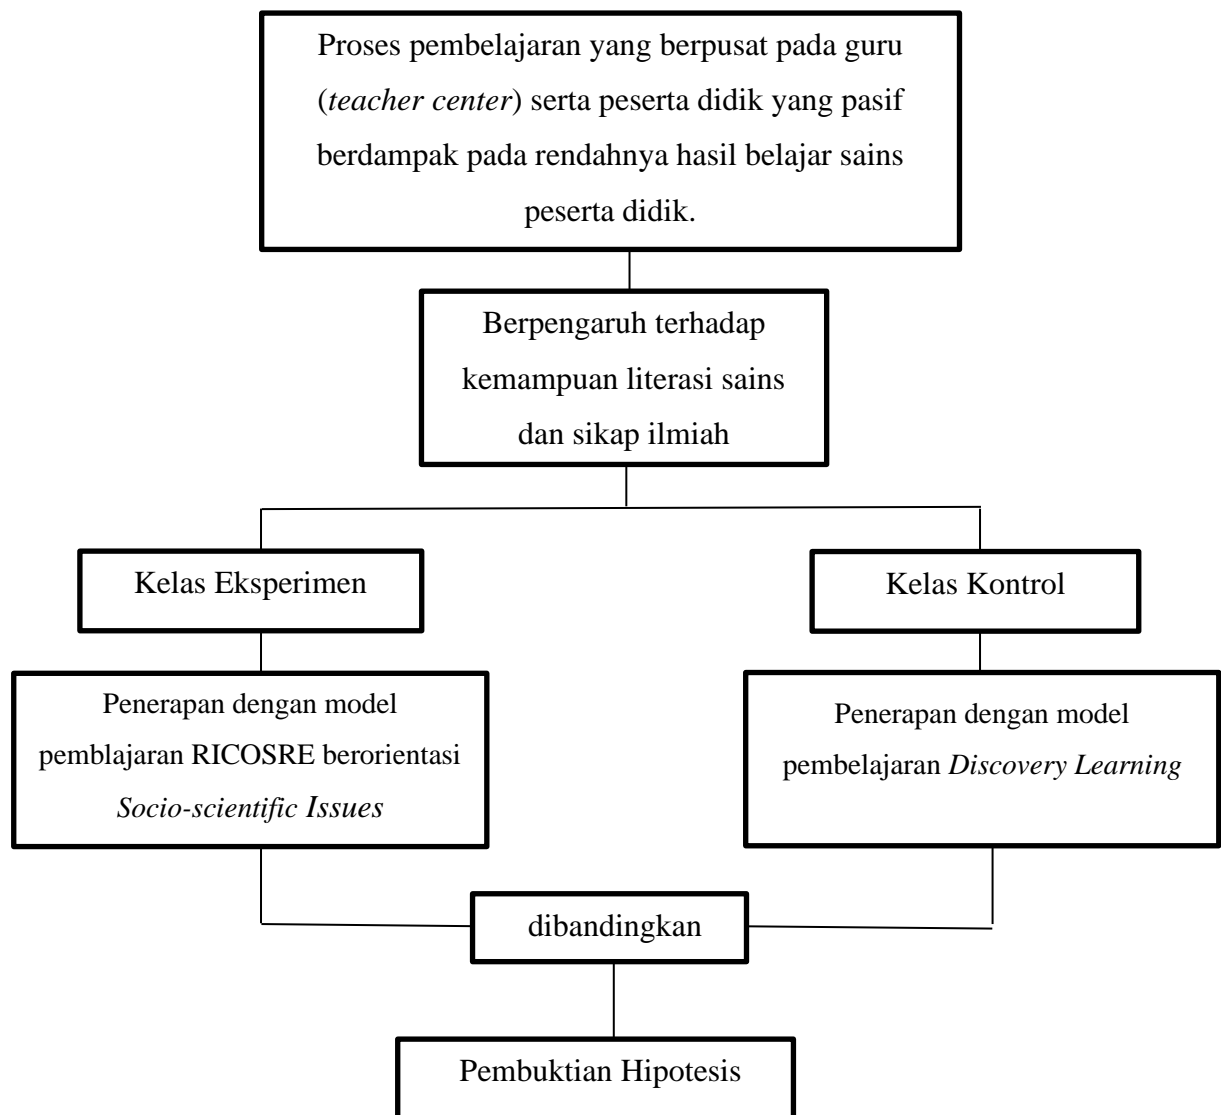 Proses pembelajaran yang berpusat pada guru
(teacher center) serta peserta didik yang pasif
berdampak pada rendahnya hasil belajar sains
peserta didik.
Berpengaruh terhadap
kemampuan literasi sains
dan sikap ilmiah
Kelas Eksperimen
Kelas Kontrol
Penerapan dengan model
pemblajaran RICOSRE berorientasi
Socio-scientific Issues
Penerapan dengan model
pembelajaran Discovery Learning
dibandingkan
Pembuktian Hipotesis